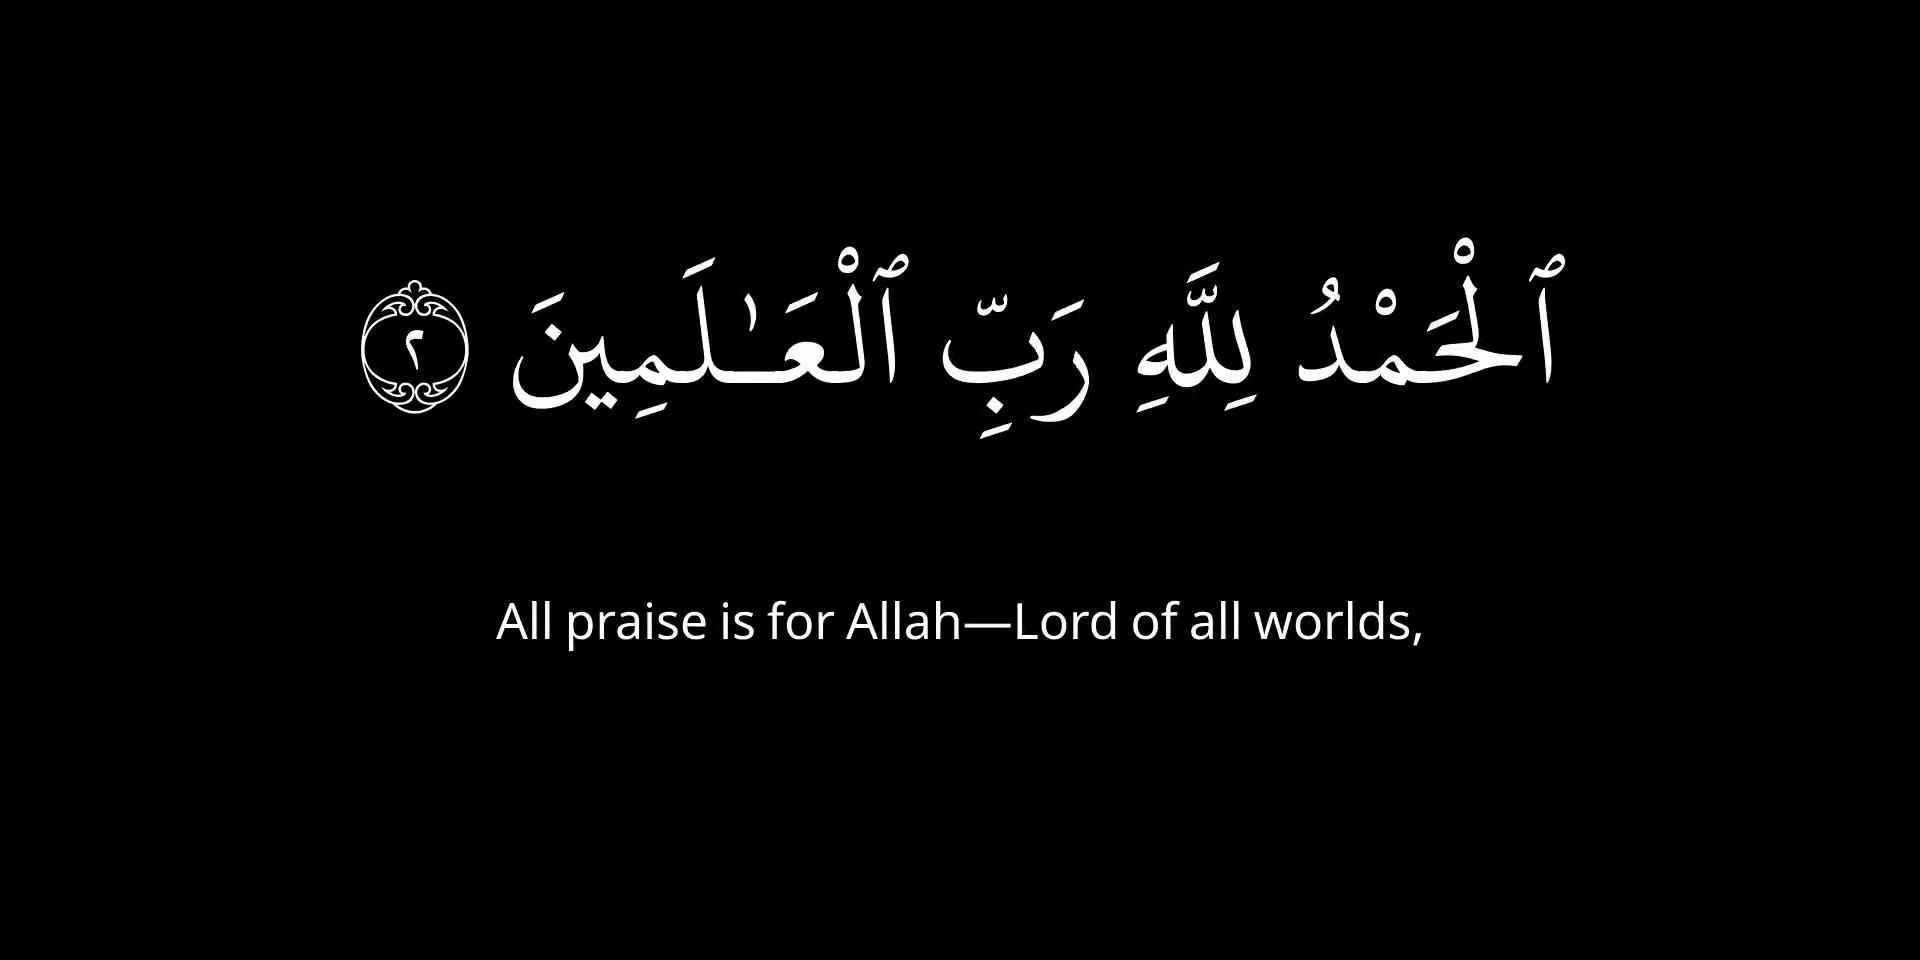 ٱلْحَمْدُ لِلَّهِ رَبِّ ٱلْعَـٰلَمِينَ ٢
All praise is for Allah—Lord of all worlds,